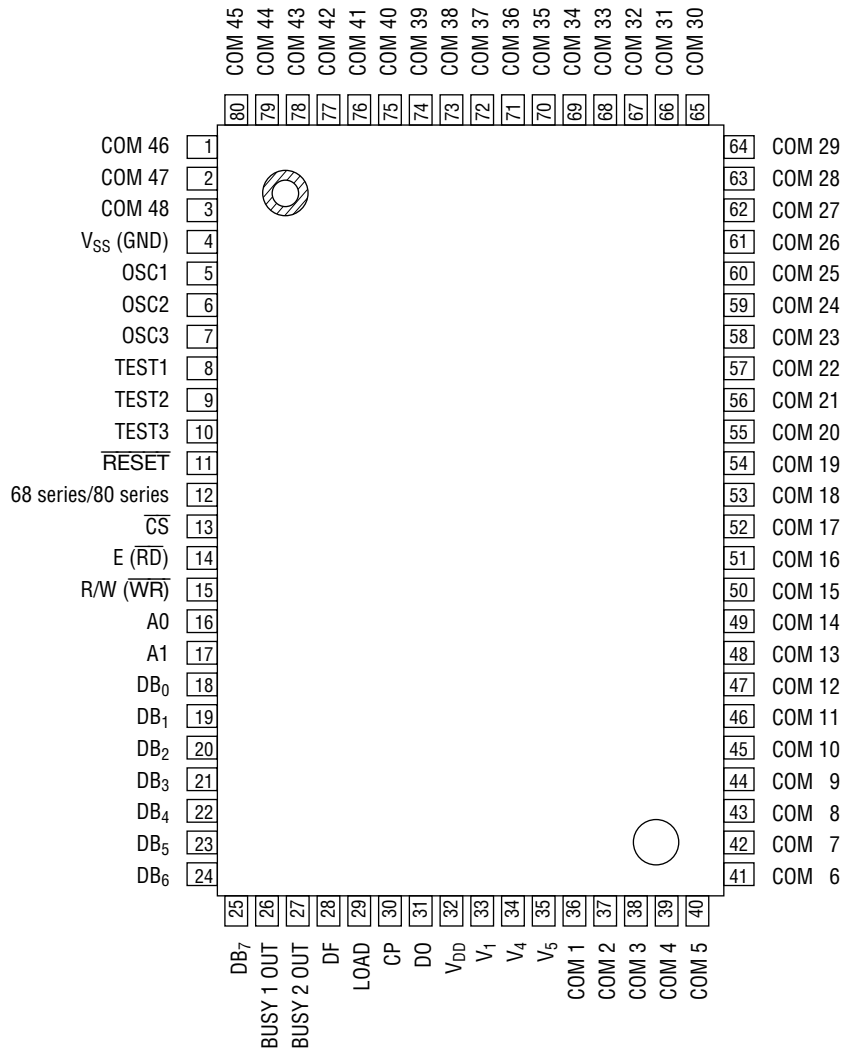 COM 45
COM 44
COM 43
COM 42
COM 41
COM 40
COM 39
COM 38
COM 37
COM 36
COM 35
COM 34
COM 33
COM 32
COM 31
COM 30
80 79 78 77 76 75 74 73 72 71 70 69 68 67 66 65
COM 46 1 64 COM 29
COM 47 2 63 COM 28
COM 48 3 62 COM 27
VSS (GND) 4 61 COM 26
OSC1 5 60 COM 25
OSC2 6 59 COM 24
OSC3 7 58 COM 23
TEST1 8 57 COM 22
TEST2 9 56 COM 21
TEST3 10 55 COM 20
RESET 11 54 COM 19
68 series/80 series 12 53 COM 18
CS 13 52 COM 17
E (RD) 14 51 COM 16
R/W (WR) 15 50 COM 15
A0 16 49 COM 14
A1 17 48 COM 13
DB0 18 47 COM 12
DB1 19 46 COM 11
DB2 20 45 COM 10
DB3 21 44 COM 9
DB4 22 43 COM 8
DB5 23 42 COM 7
DB6 24 41 COM 6
25 26 27 28 29 30 31 32 33 34 35 36 37 38 39 40
DB7
BUSY 1 OUT
BUSY 2 OUT
DF
LOAD
CP
DO
VDD
V1
V4
V5
COM 1
COM 2
COM 3
COM 4
COM 5